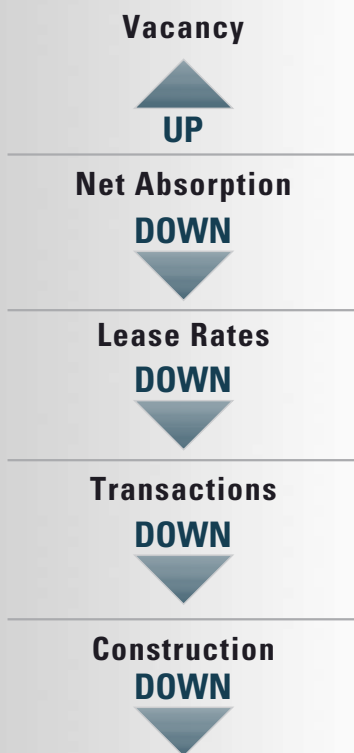 Vacancy
UP
Net Absorption
DOWN
Lease Rates
DOWN
Transactions
DOWN
Construction
DOWN